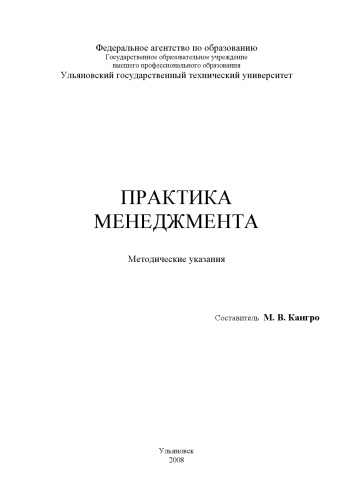 Федеральное агентство по образованию
Государственное образовательное учреждение
высшего профессионального образования
Ульяновский государственный технический университет
ПРАКТИКА
МЕНЕДЖМЕНТА
Методические указания
Составитель М. В. Кангро
Ульяновск
2008